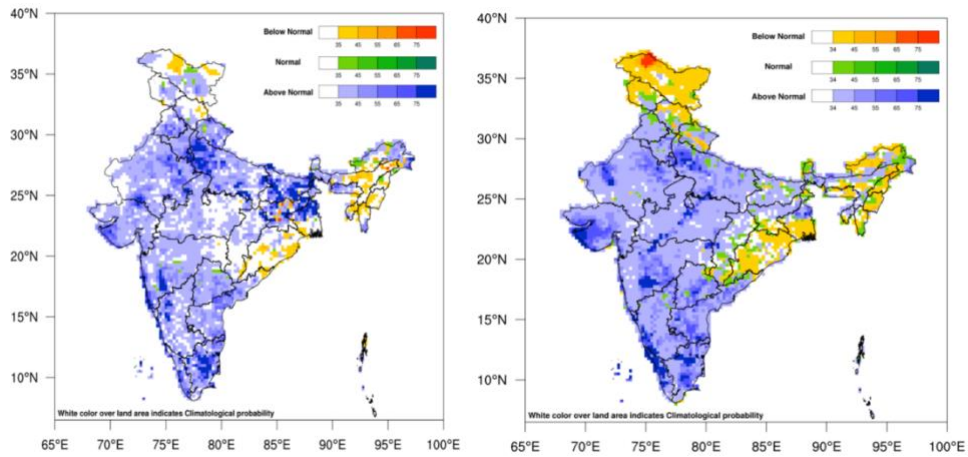 40°N
35°N
30°N
25°N
20°N
15°N
10°N
Below Normal
35 45 55 65 75
Normal
35 45 55 65 75
Above Normal
35 45 55 65 75
White color over land area indicates Climatological probability
65°E 70°E 75°E 80°E 85°E 90°E 95°E 100°E
40°N
35°N
30°N
25°N
20°N
15°N
10°N
Below Normal
34 45 55 65 75
Normal
34 45 55 65 75
Above Normal
34 45 55 65 75
White color over land area indicates Climatological probability
65°E 70°E 75°E 80°E 85°E 90°E 95°E 100°E